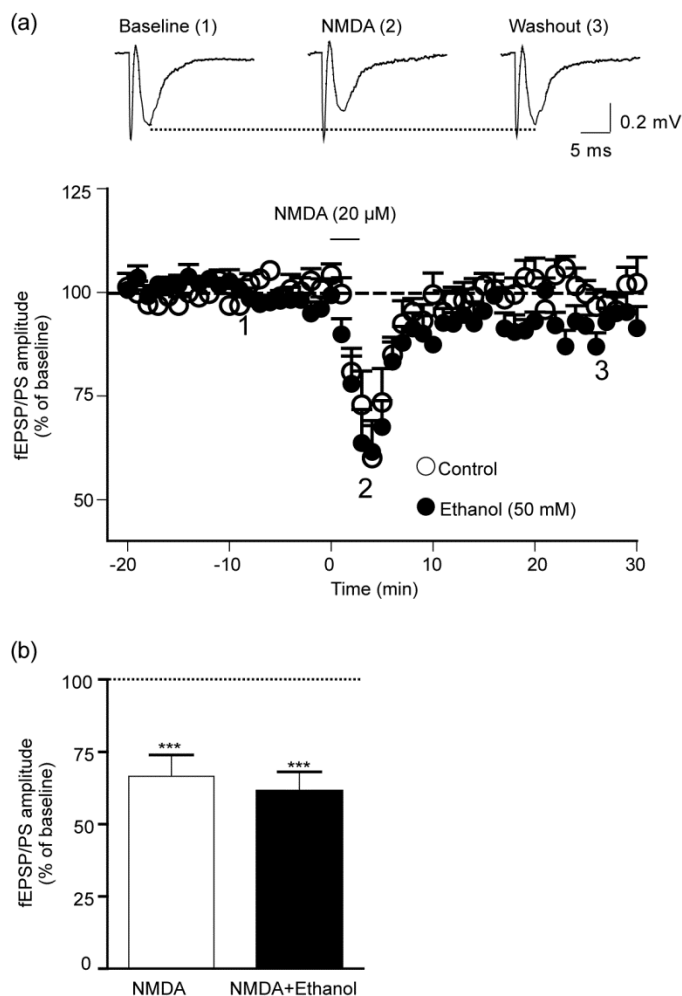 (a)
Baseline (1)
NMDA (2)
Washout (3)
0.2 mV
5 ms
125
100
75
50
fEPSP/PS amplitude
(% of baseline)
NMDA (20 µM)
1
2
3
Control
Ethanol (50 mM)
-20
-10
0
10
20
30
Time (min)
(b)
100
75
50
25
0
fEPSP/PS amplitude
(% of baseline)
***
***
NMDA
NMDA+Ethanol